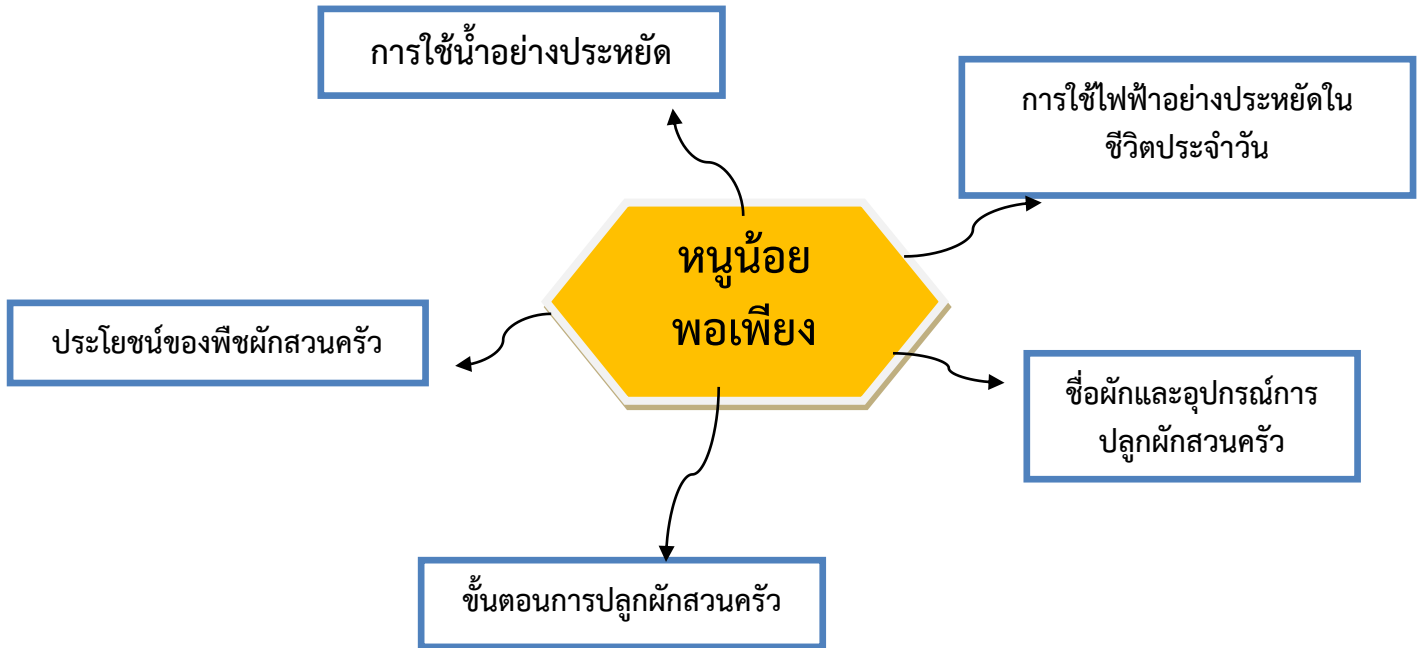 การใช้น้ำอย่างประหยัด
การใช้ไฟฟ้าอย่างประหยัดใน
ชีวิตประจำวัน
หนูน้อย
พอเพียง
ประโยชน์ของพืชผักสวนครัว
ชื่อผักและอุปกรณ์การ
ปลูกผักสวนครัว
ขั้นตอนการปลูกผักสวนครัว